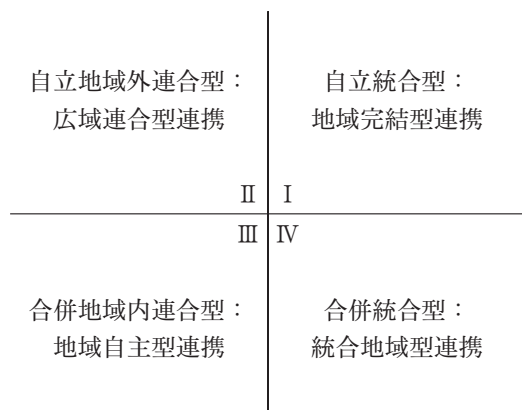 自立地域外連合型：
広域連合型連携
自立統合型：
地域完結型連携
Ⅱ
Ⅰ
Ⅲ
Ⅳ
合併地域内連合型：
地域自主型連携
合併統合型：
統合地域型連携